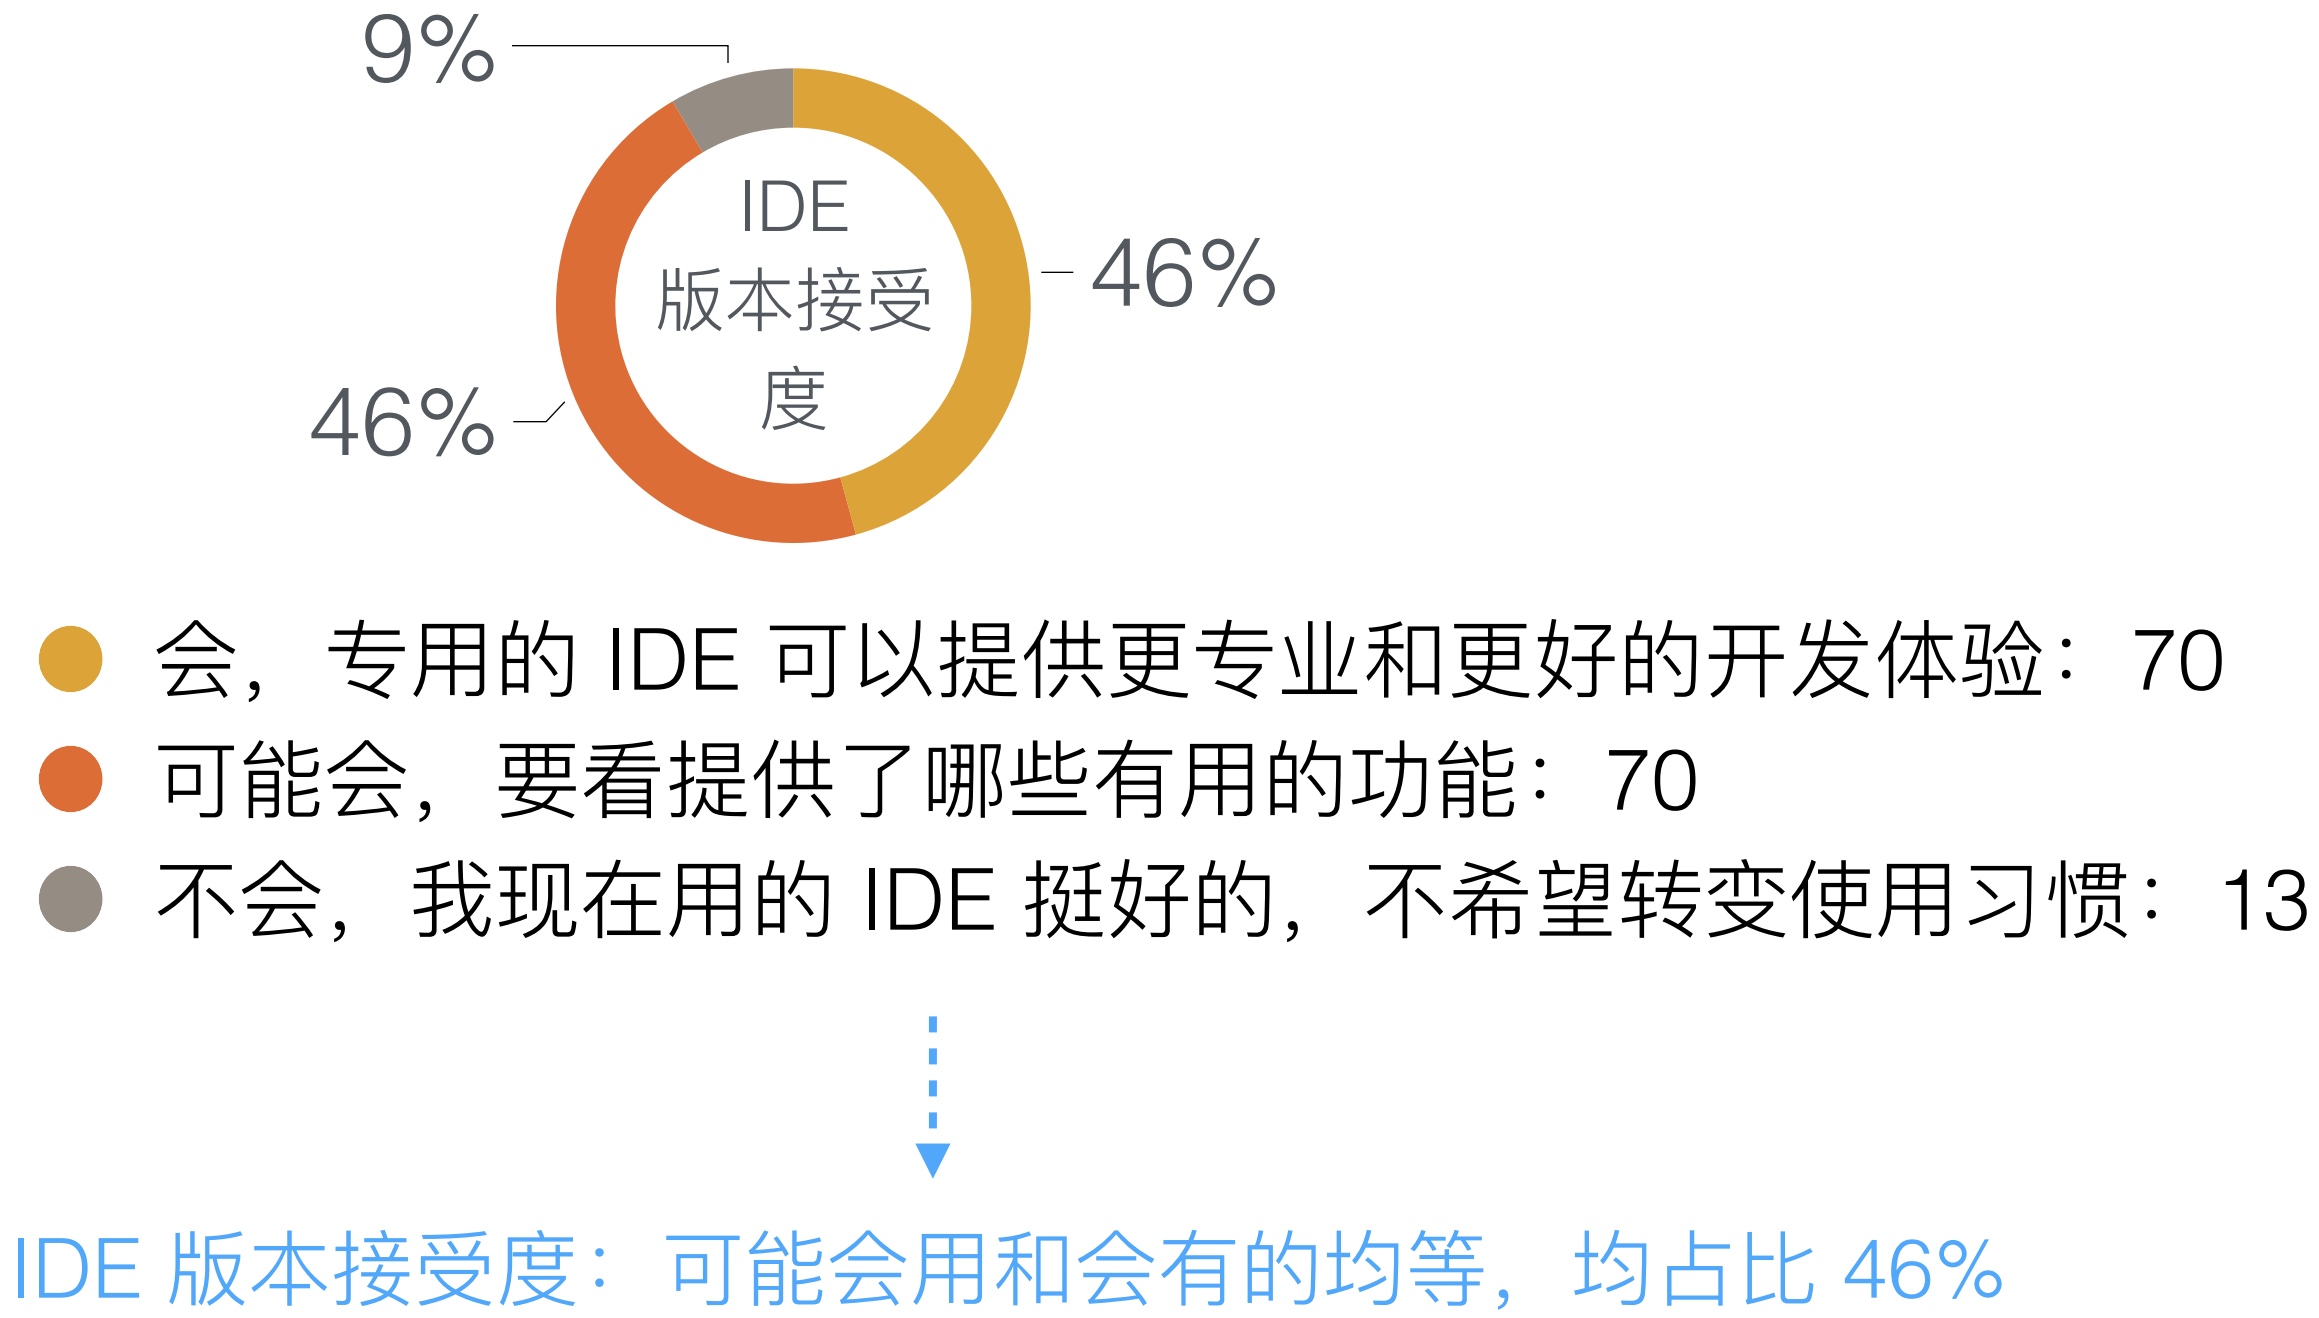 9%
IDE
版本接受
度
46%
46%
会，专用的 IDE 可以提供更专业和更好的开发体验：70
可能会，要看提供了哪些有用的功能：70
不会，我现在用的 IDE 挺好的，不希望转变使用习惯：13
IDE 版本接受度：可能会用和会有的均等，均占比 46%